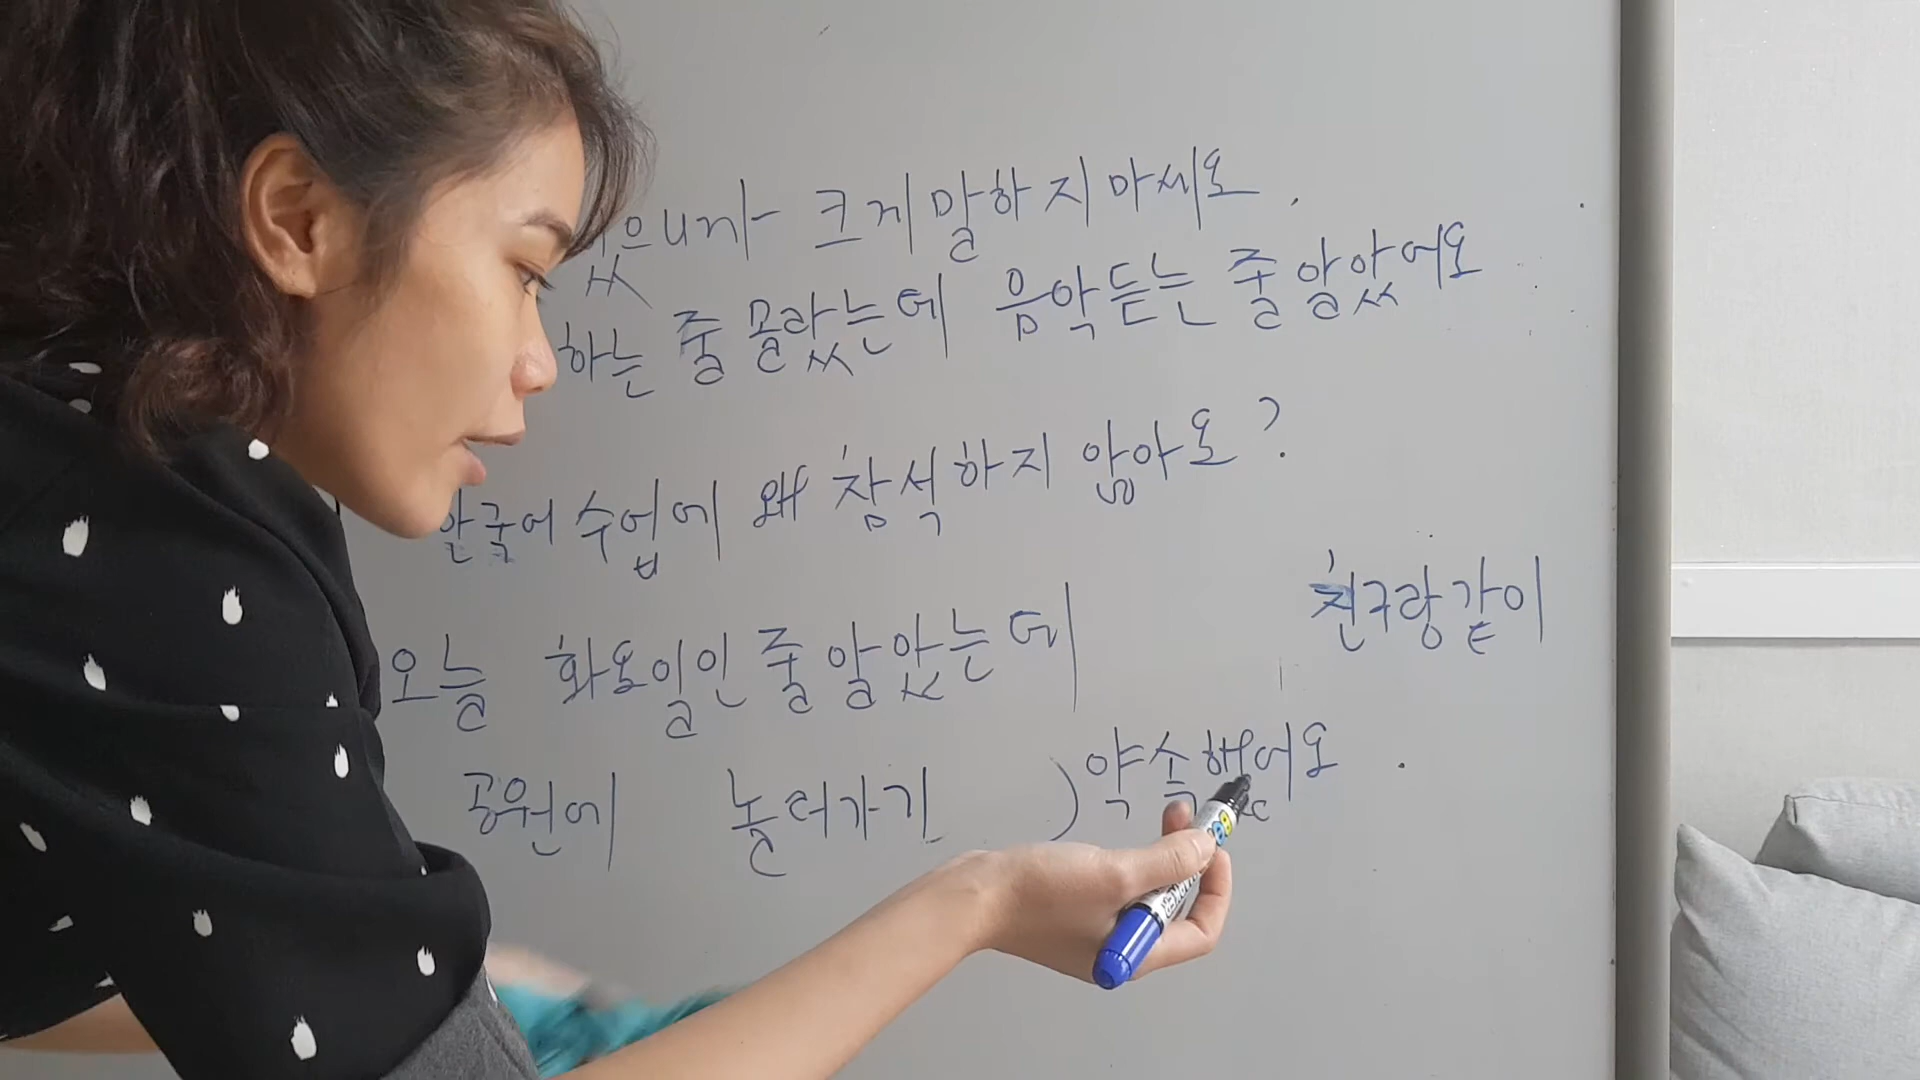 있으니까 크게 말하지 마세요.
하는 줄 몰랐는데 음악 듣는 줄 알았어요
한국어 수업에 왜 참석하지 않아요?
친구랑 같이
오늘 화요일인 줄 알았는데
공원에 놀러가기 ) 약속했어요.